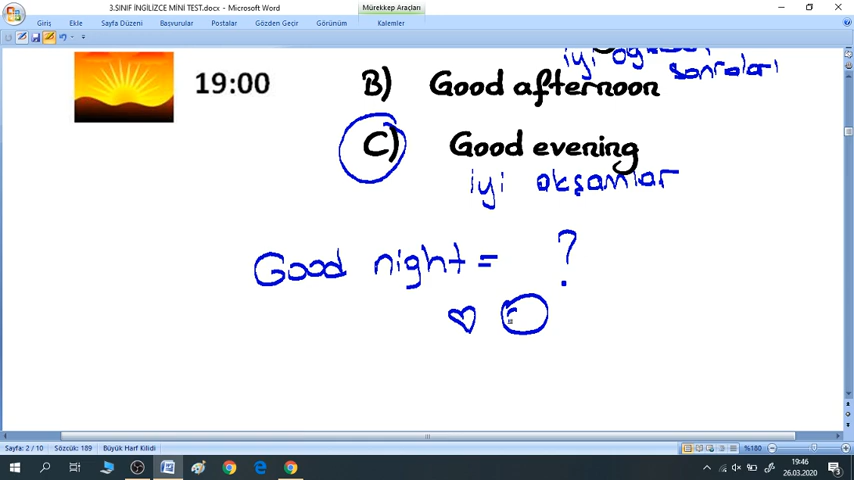 3.SINIF İNGİLİZCE MİNİ TEST.docx - Microsoft Word
Mürekkep Araçları
Giriş Ekle Sayfa Düzeni Başvurular Postalar Gözden Geçir Görünüm Kalemler
iyi
sonraları
19:00
B) Good afternoon
C) Good evening
iyi akşamlar
Good night = ?
Sayfa: 2 / 10 Sözcük: 189 Büyük Harf Kilidi %180
19:46
26.03.2020